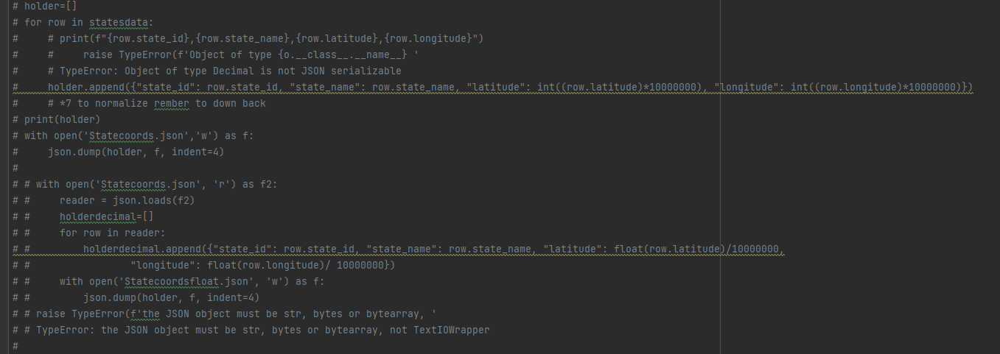 # holder=[]
# for row in statesdata:
#     # print(f"{row.state_id},{row.state_name},{row.latitude},{row.longitude}")
#     #     raise TypeError(f'Object of type {o.__class__.__name__} '
#     # TypeError: Object of type Decimal is not JSON serializable
#     holder.append({"state_id": row.state_id, "state_name": row.state_name, "latitude": int((row.latitude)*10000000), "longitude": int((row.longitude)*10000000)})
#     # *7 to normalize rember to down back
# print(holder)
# with open('Statecoords.json','w') as f:
#     json.dump(holder, f, indent=4)
#
# # with open('Statecoords.json', 'r') as f2:
# #     reader = json.loads(f2)
# #     holderdecimal=[]
# #     for row in reader:
# #         holderdecimal.append({"state_id": row.state_id, "state_name": row.state_name, "latitude": float(row.latitude)/10000000,
# #                 "longitude": float(row.longitude)/ 10000000})
# #     with open('Statecoordsfloat.json', 'w') as f:
# #         json.dump(holder, f, indent=4)
# # raise TypeError(f'the JSON object must be str, bytes or bytearray, '
# # TypeError: the JSON object must be str, bytes or bytearray, not TextIOWrapper
#